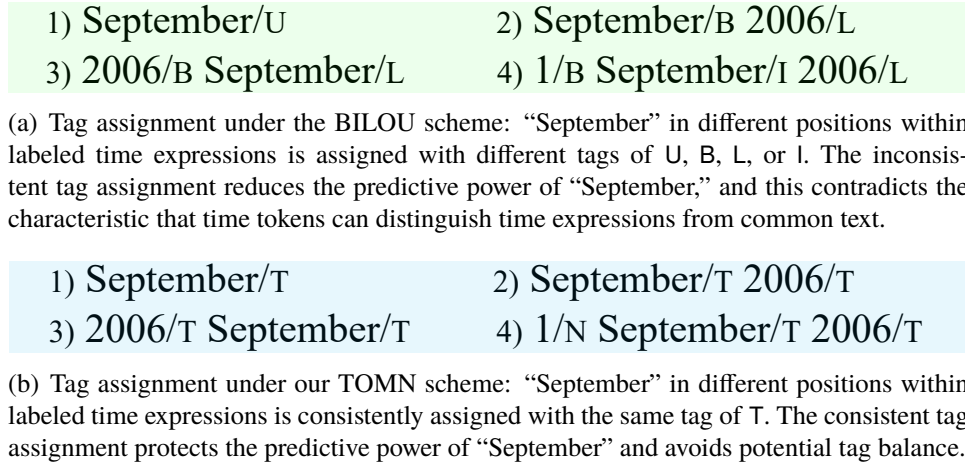 1) September/U 2) September/B 2006/L
3) 2006/B September/L 4) 1/B September/I 2006/L
(a) Tag assignment under the BILOU scheme: “September” in different positions within
labeled time expressions is assigned with different tags of U, B, L, or I. The inconsis-
tent tag assignment reduces the predictive power of “September,” and this contradicts the
characteristic that time tokens can distinguish time expressions from common text.
1) September/T 2) September/T 2006/T
3) 2006/T September/T 4) 1/N September/T 2006/T
(b) Tag assignment under our TOMN scheme: “September” in different positions within
labeled time expressions is consistently assigned with the same tag of T. The consistent tag
assignment protects the predictive power of “September” and avoids potential tag balance.